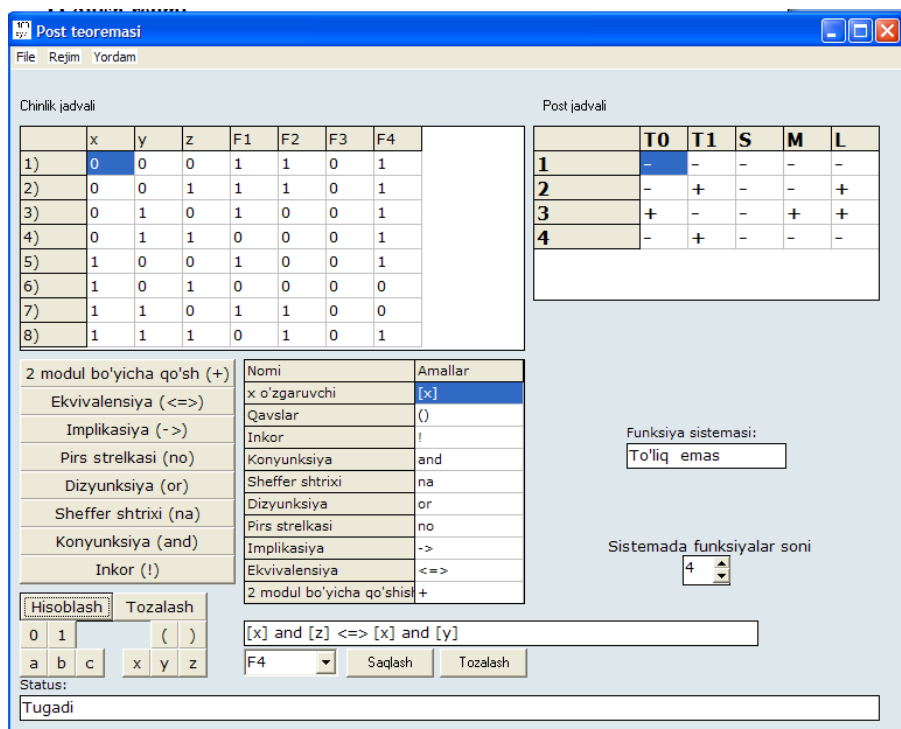 Post teoremasi
File Rejim Yordam
Chinlik jadvali
x y z F1 F2 F3 F4
1) 0 0 0 1 1 0 1
2) 0 0 1 1 1 0 1
3) 0 1 0 1 0 0 1
4) 0 1 1 0 0 0 1
5) 1 0 0 1 0 0 1
6) 1 0 1 0 0 0 0
7) 1 1 0 1 1 0 0
8) 1 1 1 0 1 0 1
Post jadvali
T0 T1 S M L
1 - - - - -
2 - + - - +
3 + - - + +
4 - + - - -
2 modul bo'yicha qo'sh (+)
Ekvivalensiya (<=>)
Implikasiya (->)
Pirs strelkasi (no)
Dizyunksiya (or)
Sheffer shtrixi (na)
Konyunksiya (and)
Inkor (!)
Nomi Amallar
x o'zgaruvchi [x]
Qavslar ()
Inkor !
Konyunksiya and
Sheffer shtrixi na
Dizyunksiya or
Pirs strelkasi no
Implikasiya ->
Ekvivalensiya <=>
2 modul bo'yicha qo'shish +
Funksiya sistemasi:
To'liq emas
Sistemada funksiyalar soni
4
Hisoblash Tozalash
0 1 ( )
a b c x y z
[x] and [z] <=> [x] and [y]
F4 Saqlash Tozalash
Status:
Tugadi